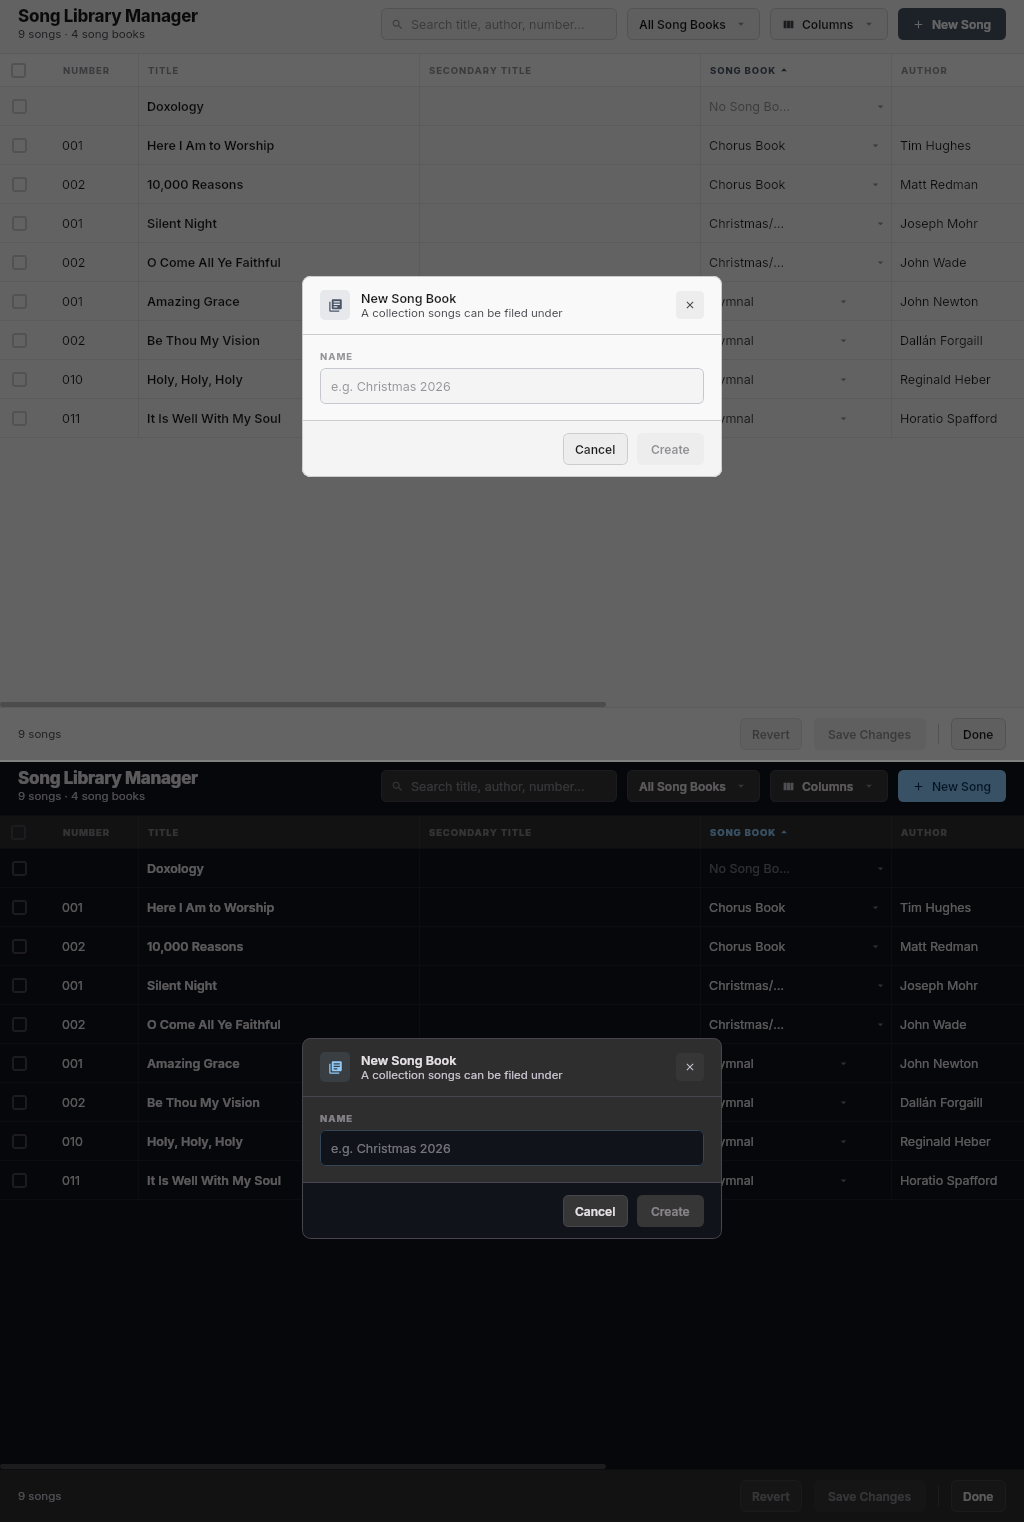 Song Library Manager
9 songs · 4 song books
Search title, author, number...
All Song Books
Columns
New Song
NUMBER TITLE SECONDARY TITLE SONG BOOK AUTHOR
Doxology No Song Bo...
001 Here I Am to Worship Chorus Book Tim Hughes
002 10,000 Reasons Chorus Book Matt Redman
001 Silent Night Christmas/... Joseph Mohr
002 O Come All Ye Faithful Christmas/... John Wade
001 Amazing Grace ymnal John Newton
002 Be Thou My Vision ymnal Dallán Forgaill
010 Holy, Holy, Holy ymnal Reginald Heber
011 It Is Well With My Soul ymnal Horatio Spafford
New Song Book
A collection songs can be filed under
NAME
e.g. Christmas 2026
Cancel Create
9 songs Revert Save Changes Done
Song Library Manager
9 songs · 4 song books
Search title, author, number...
All Song Books
Columns
New Song
NUMBER TITLE SECONDARY TITLE SONG BOOK AUTHOR
Doxology No Song Bo...
001 Here I Am to Worship Chorus Book Tim Hughes
002 10,000 Reasons Chorus Book Matt Redman
001 Silent Night Christmas/... Joseph Mohr
002 O Come All Ye Faithful Christmas/... John Wade
001 Amazing Grace ymnal John Newton
002 Be Thou My Vision ymnal Dallán Forgaill
010 Holy, Holy, Holy ymnal Reginald Heber
011 It Is Well With My Soul ymnal Horatio Spafford
New Song Book
A collection songs can be filed under
NAME
e.g. Christmas 2026
Cancel Create
9 songs Revert Save Changes Done